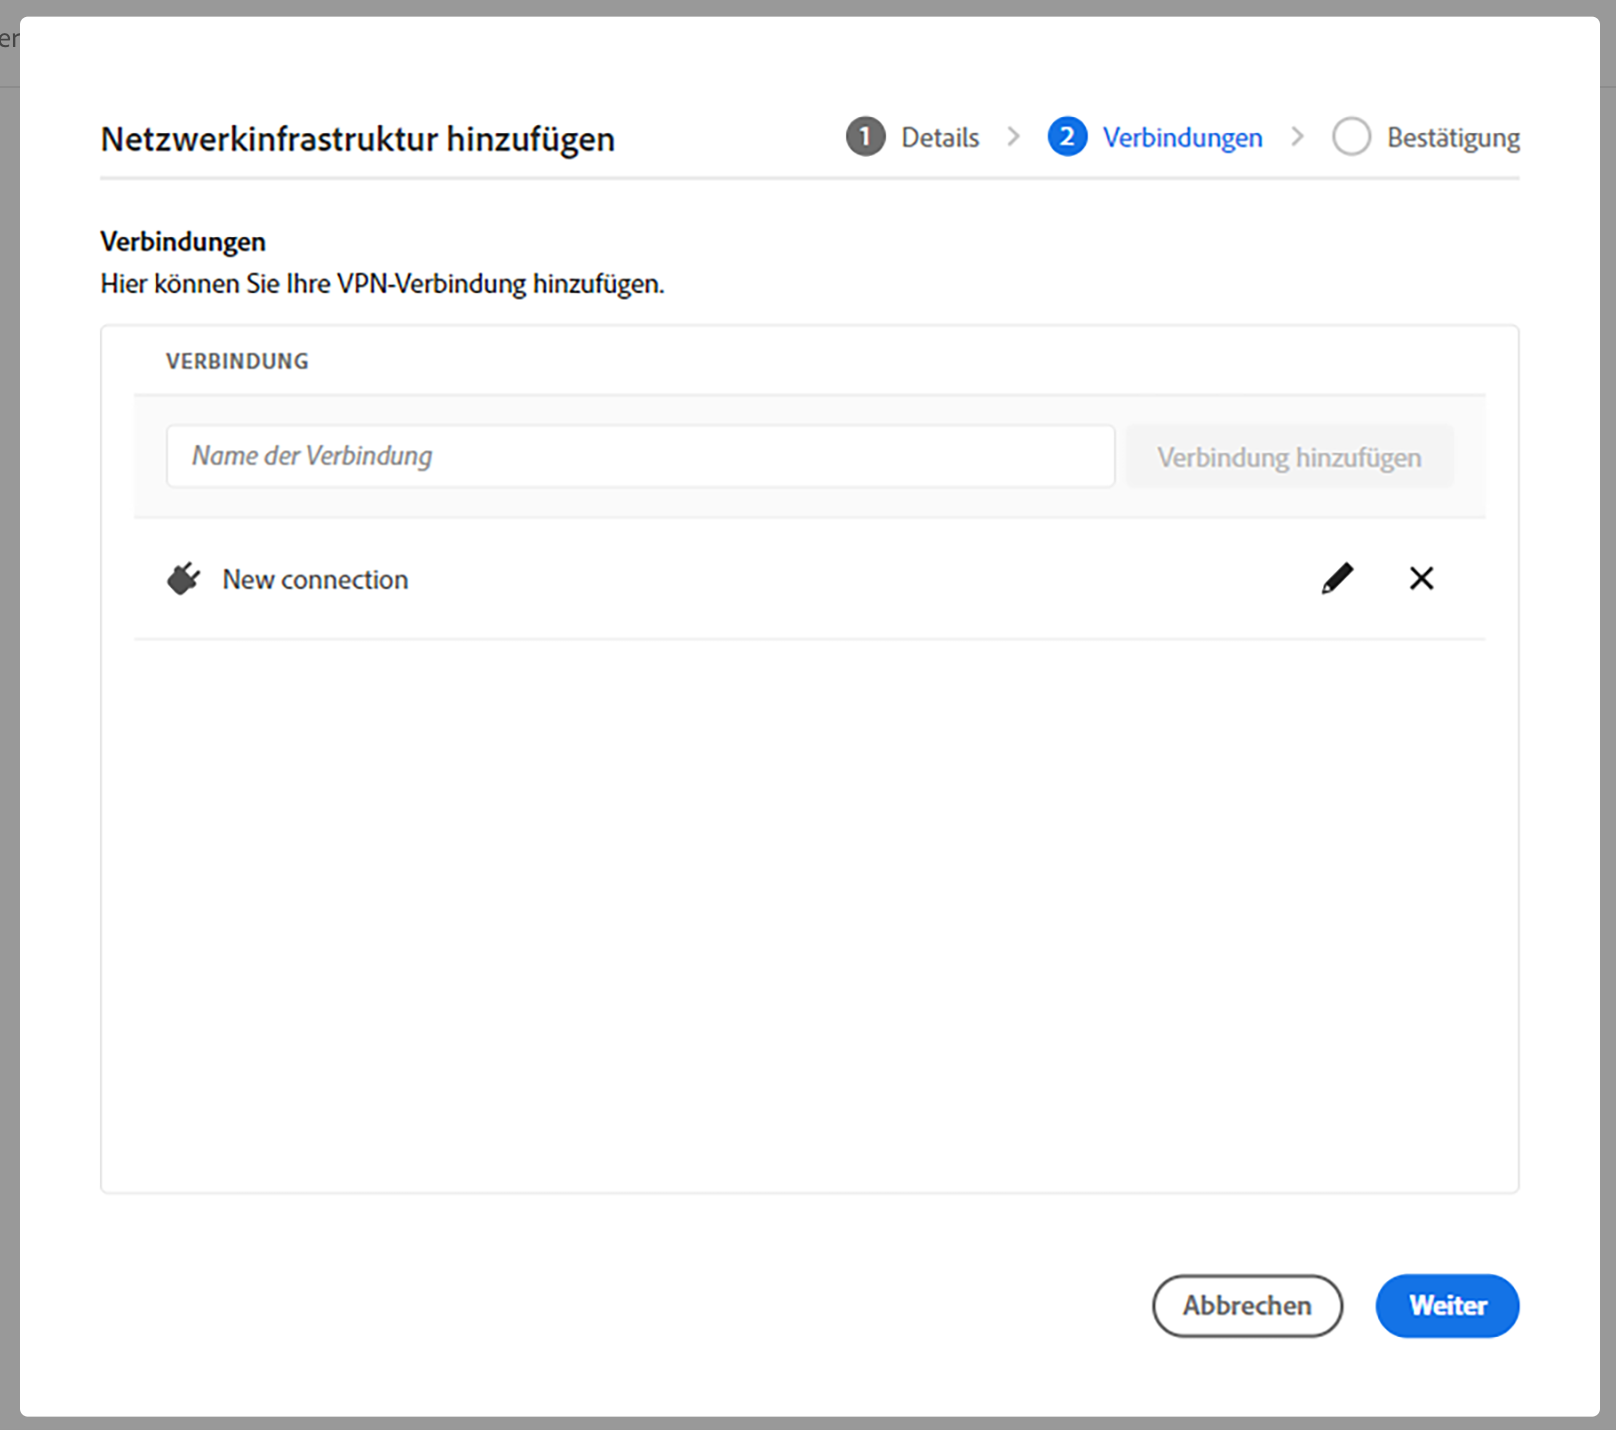 er
Netzwerkinfrastruktur hinzufügen
1 Details > 2 Verbindungen > Bestätigung
Verbindungen
Hier können Sie Ihre VPN-Verbindung hinzufügen.
VERBINDUNG
Name der Verbindung
Verbindung hinzufügen
New connection
Abbrechen
Weiter